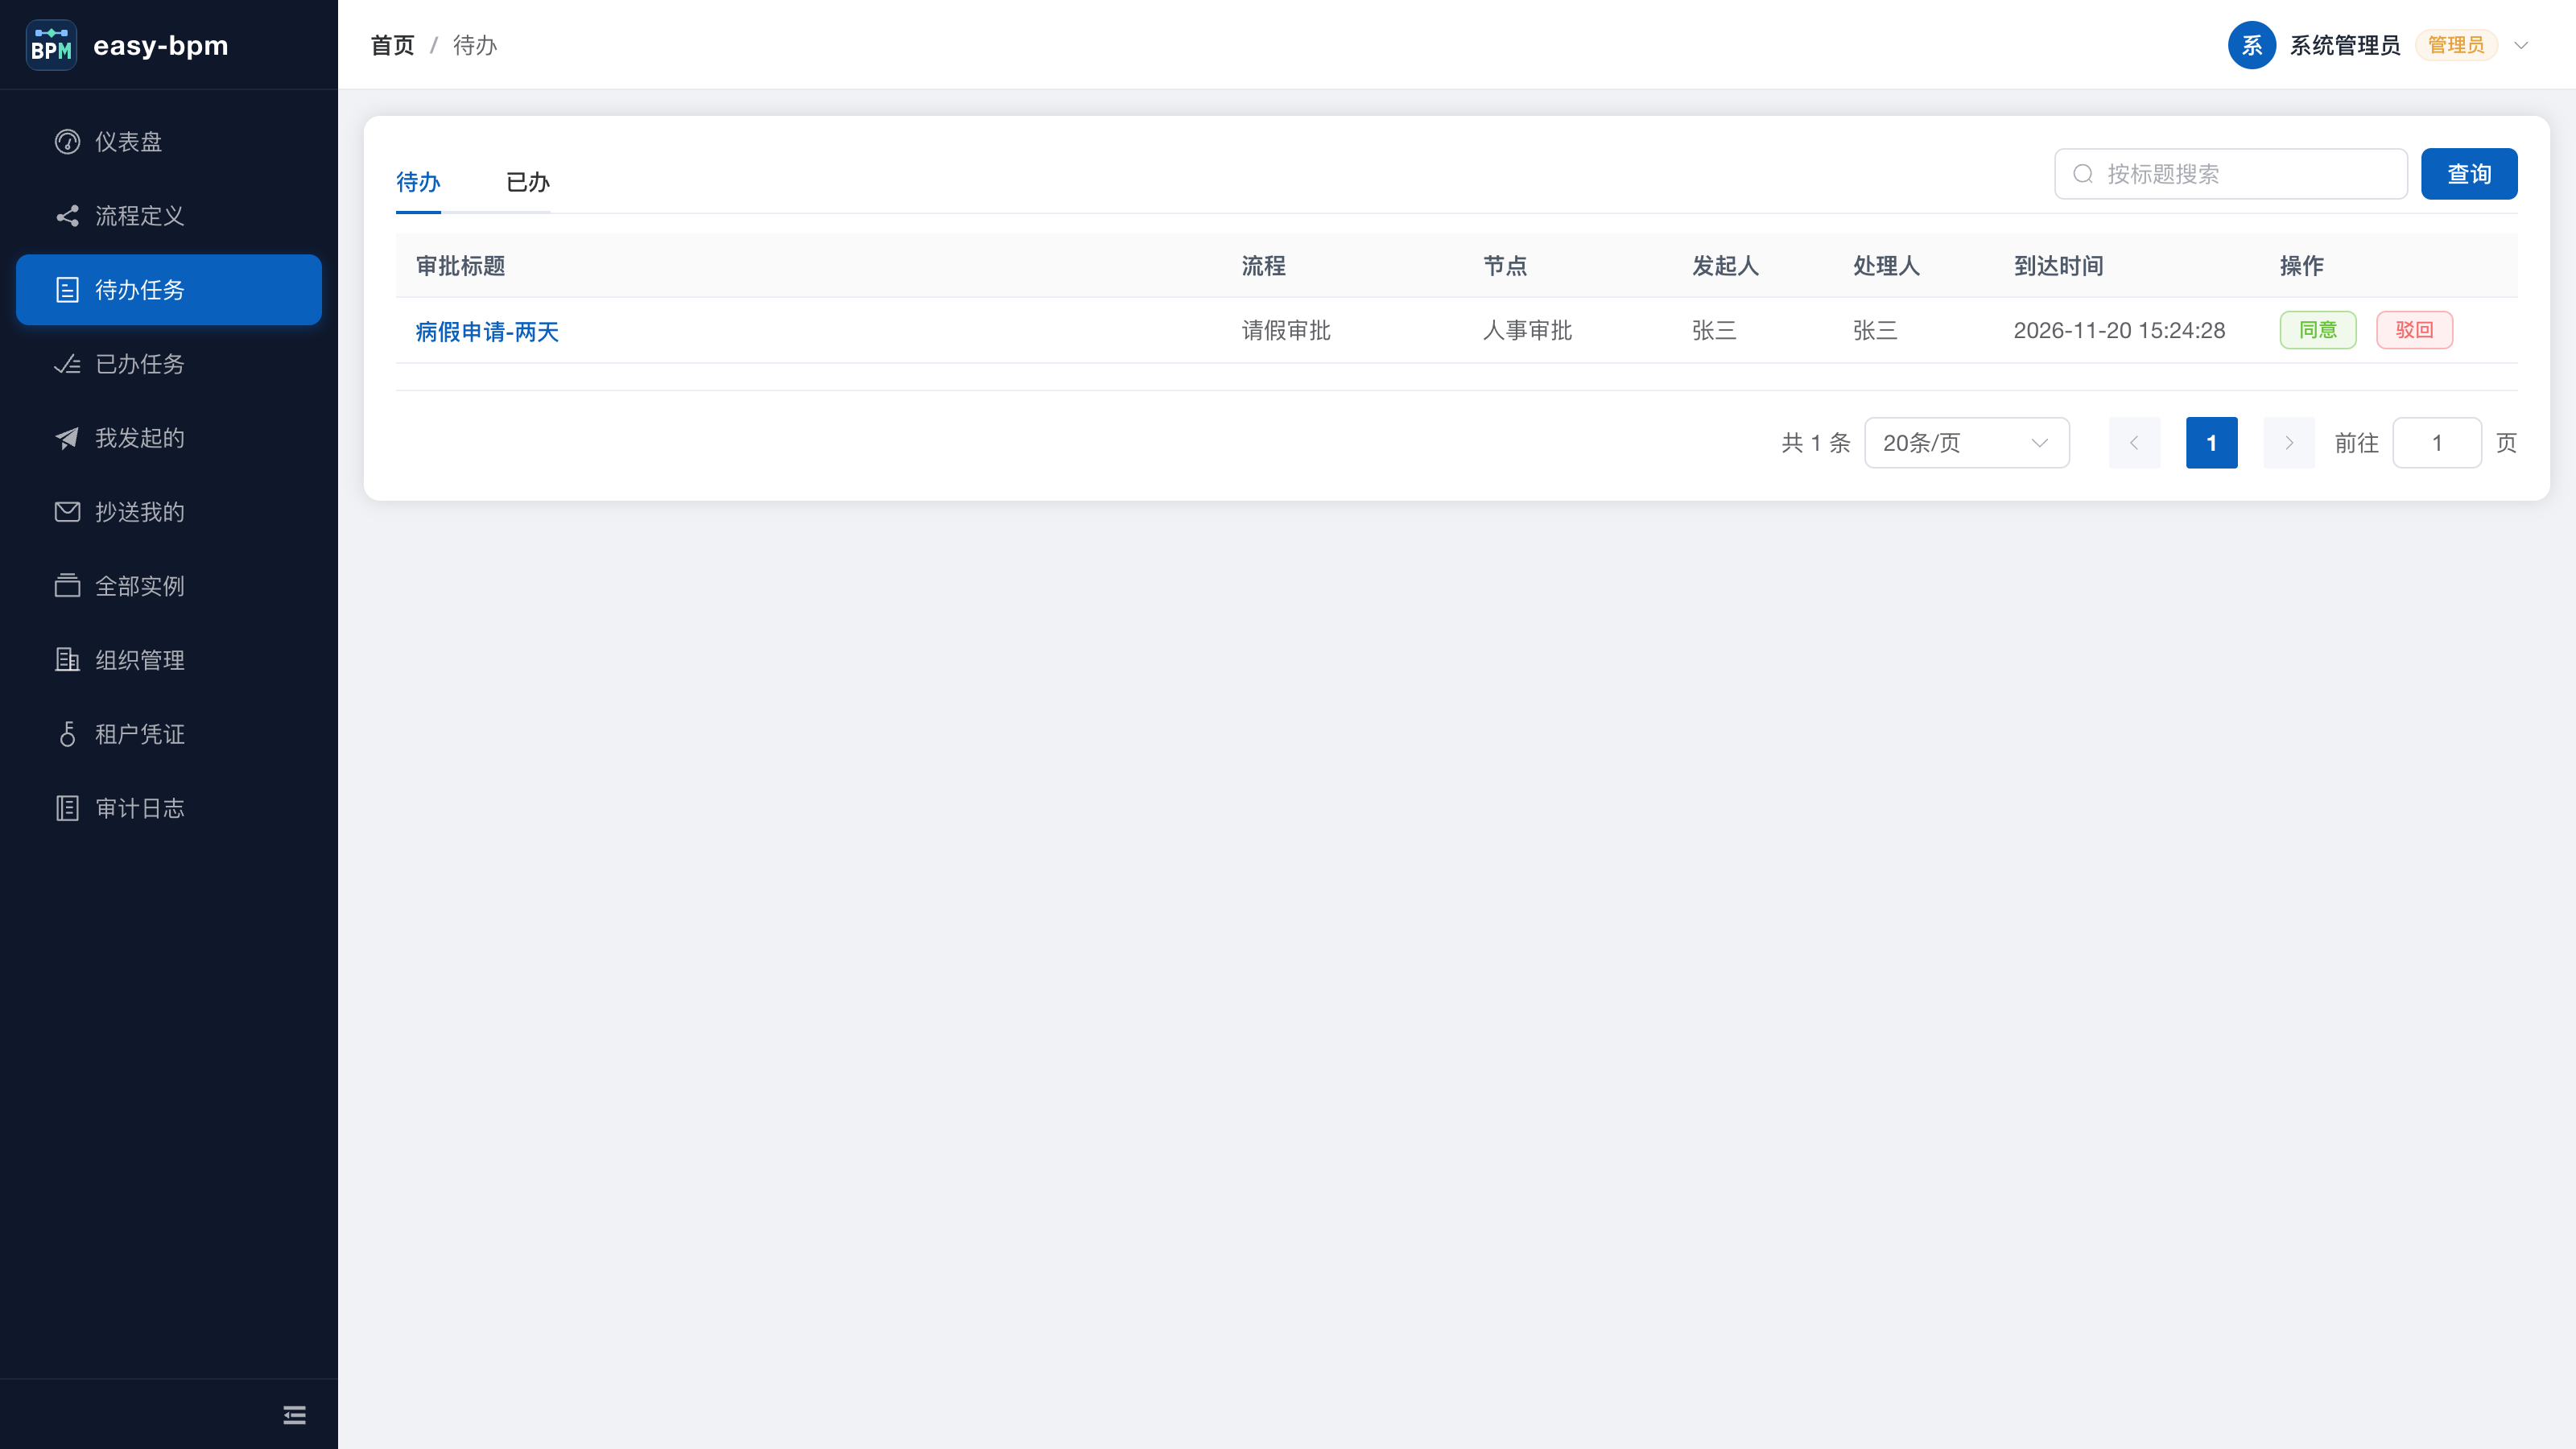 BPM easy-bpm
仪表盘
流程定义
待办任务
已办任务
我发起的
抄送我的
全部实例
组织管理
租户凭证
审计日志
首页 / 待办
系 系统管理员 管理员
待办 已办 按标题搜索 查询
审批标题 流程 节点 发起人 处理人 到达时间 操作
病假申请-两天 请假审批 人事审批 张三 张三 2026-11-20 15:24:28 同意 驳回
共 1 条 20条/页 1 前往 1 页